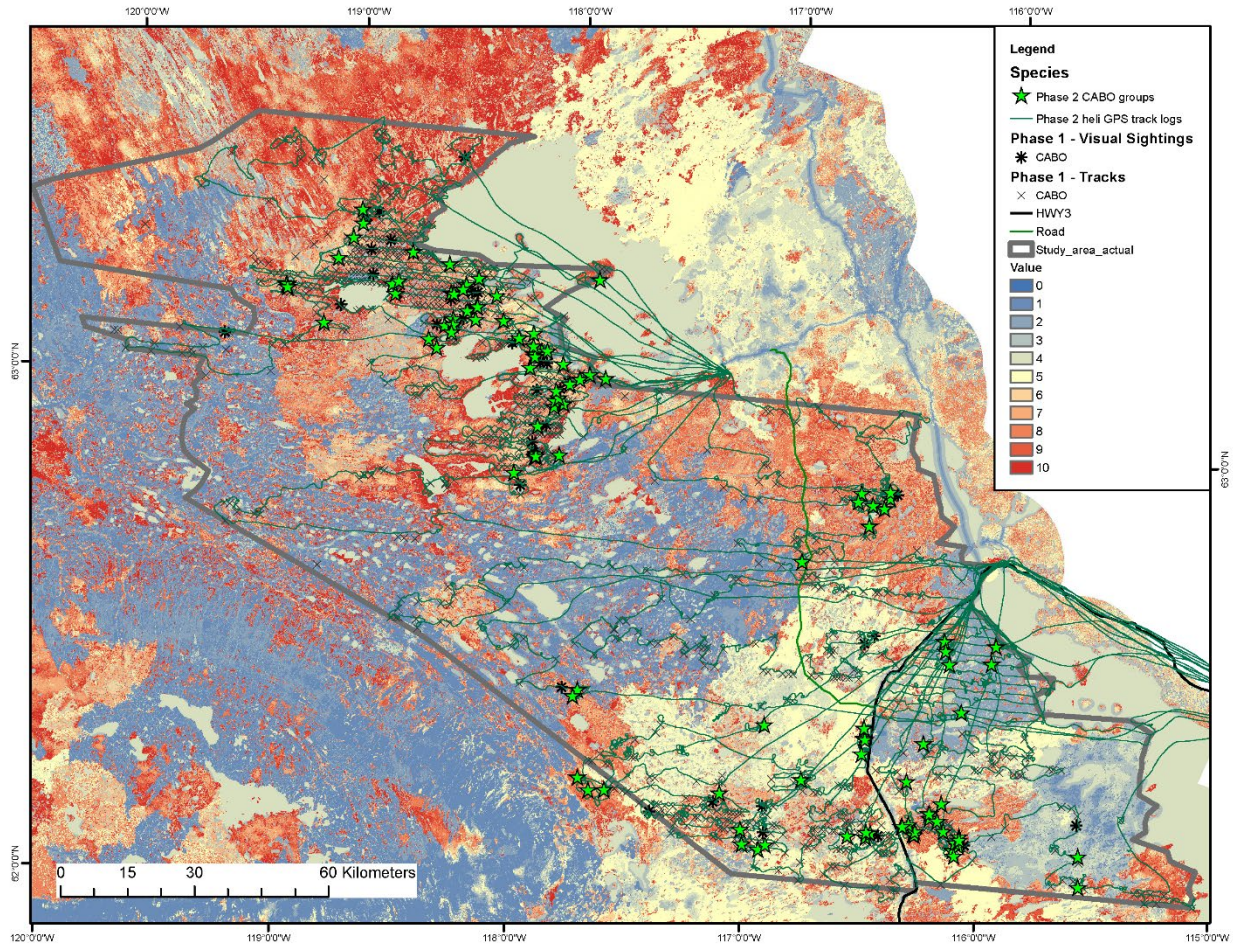 120°0'0"W
119°0'0"W
118°0'0"W
117°0'0"W
116°0'0"W
Legend
Species
Phase 2 CABO groups
Phase 2 heli GPS track logs
Phase 1 - Visual Sightings
CABO
Phase 1 - Tracks
CABO
HWY3
Road
Study_area_actual
Value
0
1
2
3
4
5
6
7
8
9
10
63°0'0"N
63°0'0"N
62°0'0"N
62°0'0"N
0 15 30 60 Kilometers
120°0'0"W
119°0'0"W
118°0'0"W
117°0'0"W
116°0'0"W
115°0'0"W